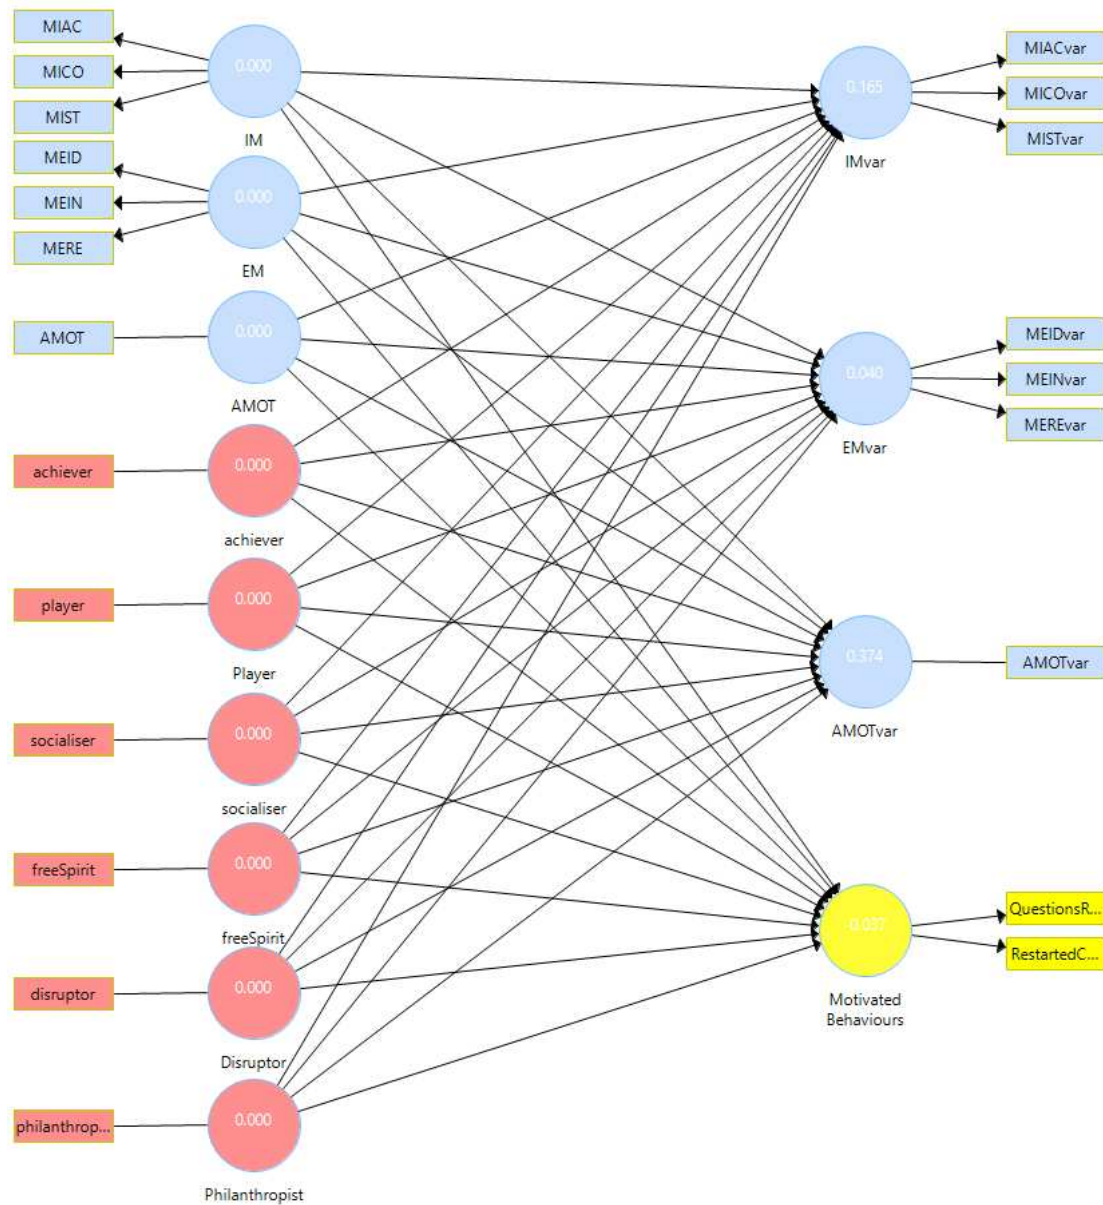 MIAC
MICO
MIST
0.000
IM
MEID
MEIN
MERE
0.000
EM
AMOT
0.000
AMOT
achiever
0.000
achiever
player
0.000
Player
socialiser
0.000
socialiser
freeSpirit
0.000
freeSpirit
disruptor
0.000
Disruptor
philanthrop...
0.000
Philanthropist
0.165
IMvar
MIACvar
MICOvar
MISTvar
0.040
EMvar
MEIDvar
MEINvar
MEREvar
0.374
AMOTvar
AMOTvar
Motivated
Behaviours
QuestionsR...
RestartedC...